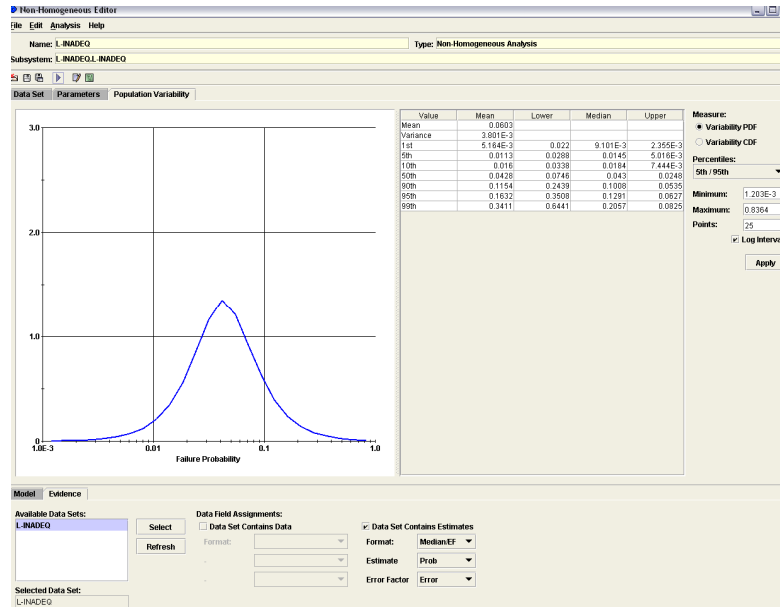 Non-Homogeneous Editor
File Edit Analysis Help
Name: L-INADEQ Type: Non-Homogeneous Analysis
Subsystem: L-INADEQ.L-INADEQ
Data Set Parameters Population Variability
Value Mean Lower Median Upper
Mean 0.0603
Variance 3.801E-3
1st 5.164E-3 0.022 9.101E-3 2.355E-3
5th 0.0113 0.0288 0.0145 5.016E-3
10th 0.016 0.0338 0.0184 7.444E-3
50th 0.0428 0.0746 0.043 0.0248
90th 0.1154 0.2439 0.1008 0.0535
95th 0.1632 0.3508 0.1291 0.0627
99th 0.3411 0.6441 0.2057 0.0825
Measure:
Variability PDF
Variability CDF
Percentiles:
5th / 95th
Minimum: 1.203E-3
Maximum: 0.8364
Points: 25
Log Interva
Apply
3.0
2.0
1.0
0
1.0E-3 0.01 0.1 1.0
Failure Probability
Model Evidence
Available Data Sets:
L-INADEQ
Select
Refresh
Selected Data Set:
L-INADEQ
Data Field Assignments:
Data Set Contains Data
Format:
.
.
Data Set Contains Estimates
Format: Median/EF
Estimate Prob
Error Factor Error